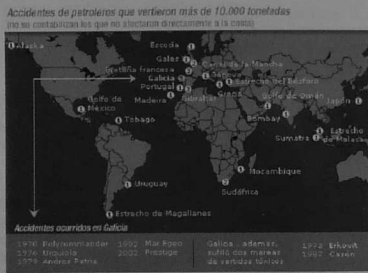 Accidentes de petroleros que vertieron más de 10.000 toneladas
(no se contabilizan los que no afectaron directamente a la costa)
Alaska
Escocia
Gales
Canal de la Mancha
Bretaña francesa
Génova
Galicia
Estrecho del Bósforo
Portugal
Grecia
Golfo de Omán
Japón
Golfo de México
Madeira
Gibraltar
Bombay
Tobago
Sumatra
Estrecho de Malacas
Mozambique
Uruguay
Sudáfrica
Estrecho de Magallanes
Accidentes ocurridos en Galicia
1970 Polycommander
1992 Mar Egeo
Galicia, además,
1976 Urquiola
2002 Prestige
sufrió dos mareas
1979 Andros Patria
de vertidos tóxicos
1978 Erkowit
1987 Casón